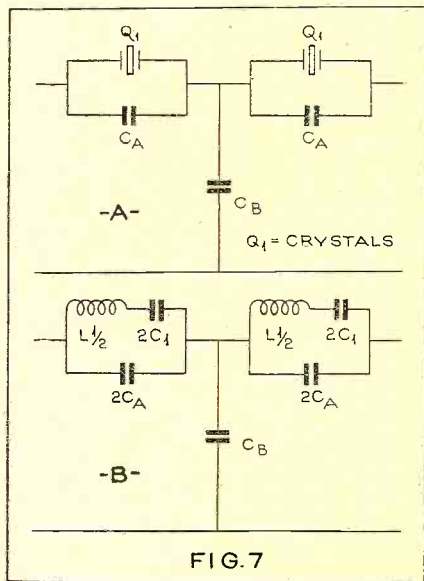 Q1 Q1
CA CA
CB
-A-
Q1 = CRYSTALS
L½ 2C1 L½ 2C1
2CA 2CA
CB
-B-
FIG.7